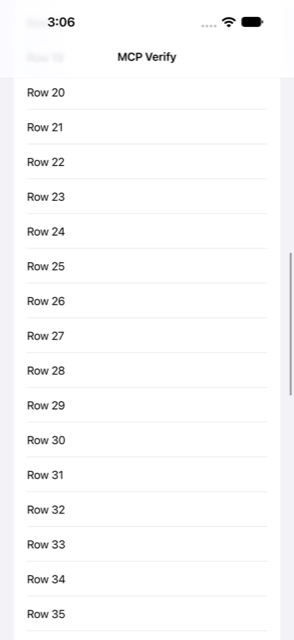 3:06
MCP Verify
Row 20
Row 21
Row 22
Row 23
Row 24
Row 25
Row 26
Row 27
Row 28
Row 29
Row 30
Row 31
Row 32
Row 33
Row 34
Row 35